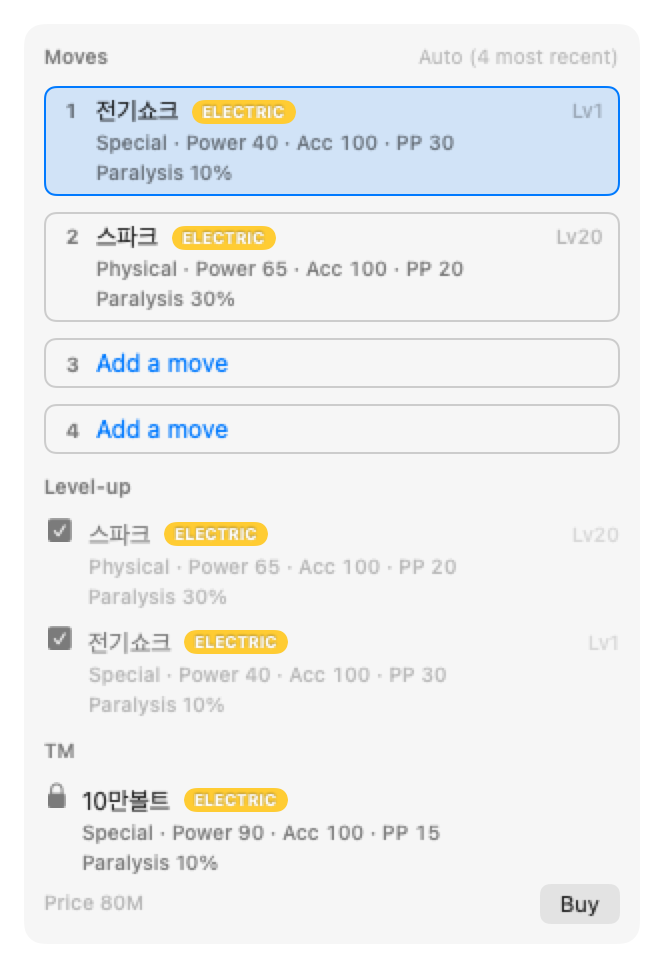 Moves Auto (4 most recent)
1 전기쇼크 ELECTRIC Lv1
Special · Power 40 · Acc 100 · PP 30
Paralysis 10%
2 스파크 ELECTRIC Lv20
Physical · Power 65 · Acc 100 · PP 20
Paralysis 30%
3 Add a move
4 Add a move
Level-up
스파크 ELECTRIC Lv20
Physical · Power 65 · Acc 100 · PP 20
Paralysis 30%
전기쇼크 ELECTRIC Lv1
Special · Power 40 · Acc 100 · PP 30
Paralysis 10%
TM
10만볼트 ELECTRIC
Special · Power 90 · Acc 100 · PP 15
Paralysis 10%
Price 80M Buy